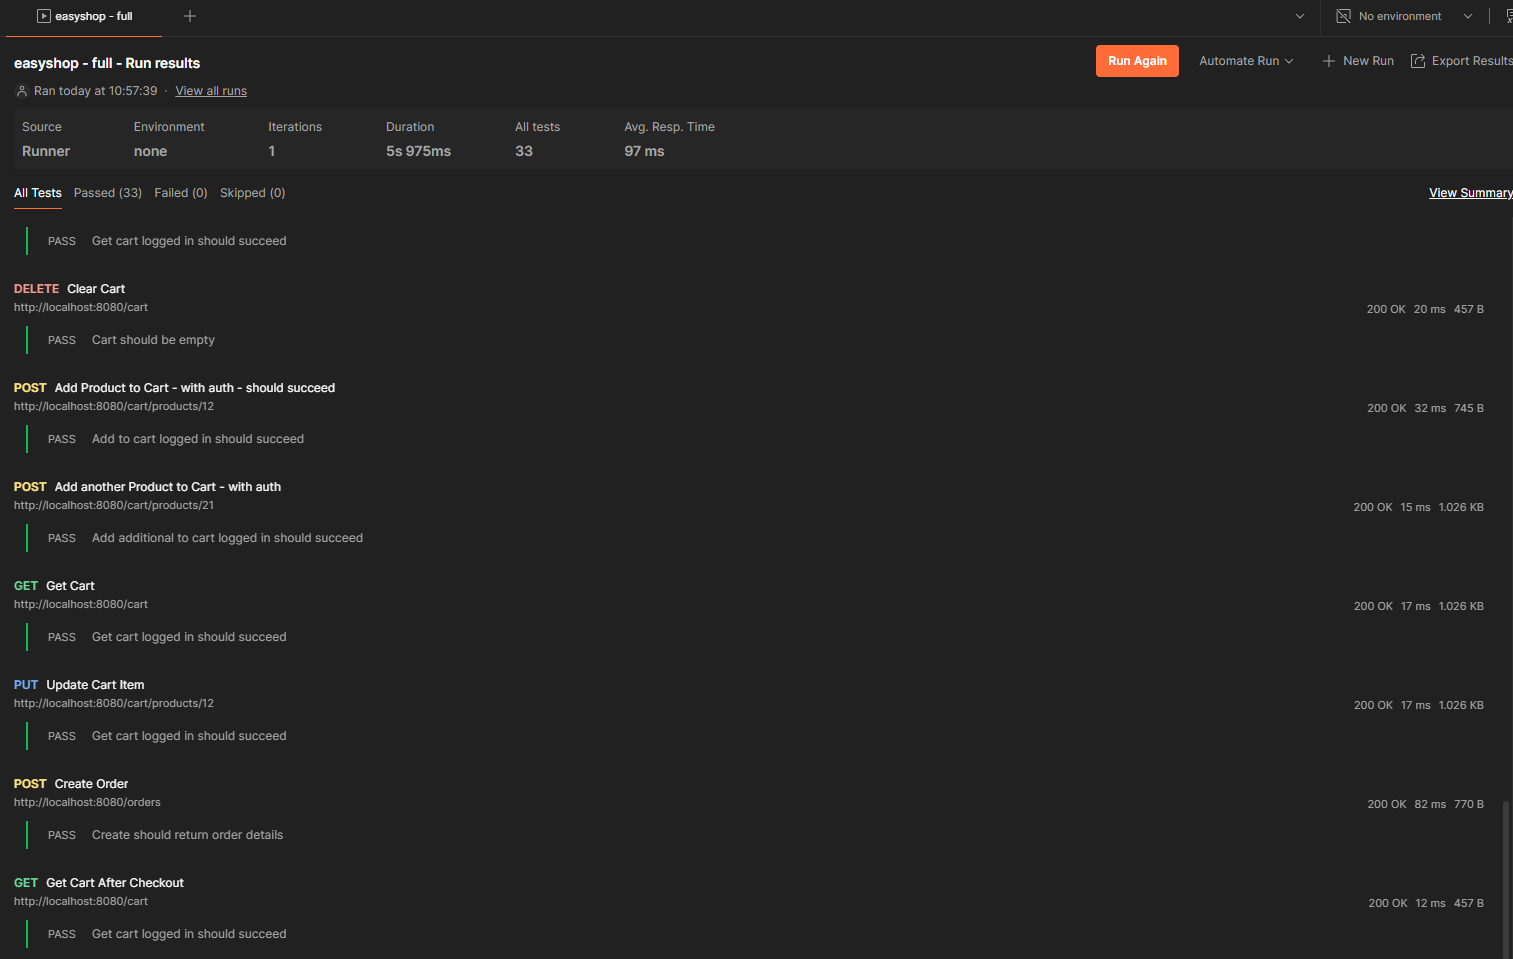 easyshop - full
No environment
easyshop - full - Run results
Run Again
Automate Run
New Run
Export Results
Ran today at 10:57:39 · View all runs
Source Environment Iterations Duration All tests Avg. Resp. Time
Runner none 1 5s 975ms 33 97 ms
All Tests Passed (33) Failed (0) Skipped (0) View Summary
PASS Get cart logged in should succeed
DELETE Clear Cart
http://localhost:8080/cart
200 OK 20 ms 457 B
PASS Cart should be empty
POST Add Product to Cart - with auth - should succeed
http://localhost:8080/cart/products/12
200 OK 32 ms 745 B
PASS Add to cart logged in should succeed
POST Add another Product to Cart - with auth
http://localhost:8080/cart/products/21
200 OK 15 ms 1.026 KB
PASS Add additional to cart logged in should succeed
GET Get Cart
http://localhost:8080/cart
200 OK 17 ms 1.026 KB
PASS Get cart logged in should succeed
PUT Update Cart Item
http://localhost:8080/cart/products/12
200 OK 17 ms 1.026 KB
PASS Get cart logged in should succeed
POST Create Order
http://localhost:8080/orders
200 OK 82 ms 770 B
PASS Create should return order details
GET Get Cart After Checkout
http://localhost:8080/cart
200 OK 12 ms 457 B
PASS Get cart logged in should succeed